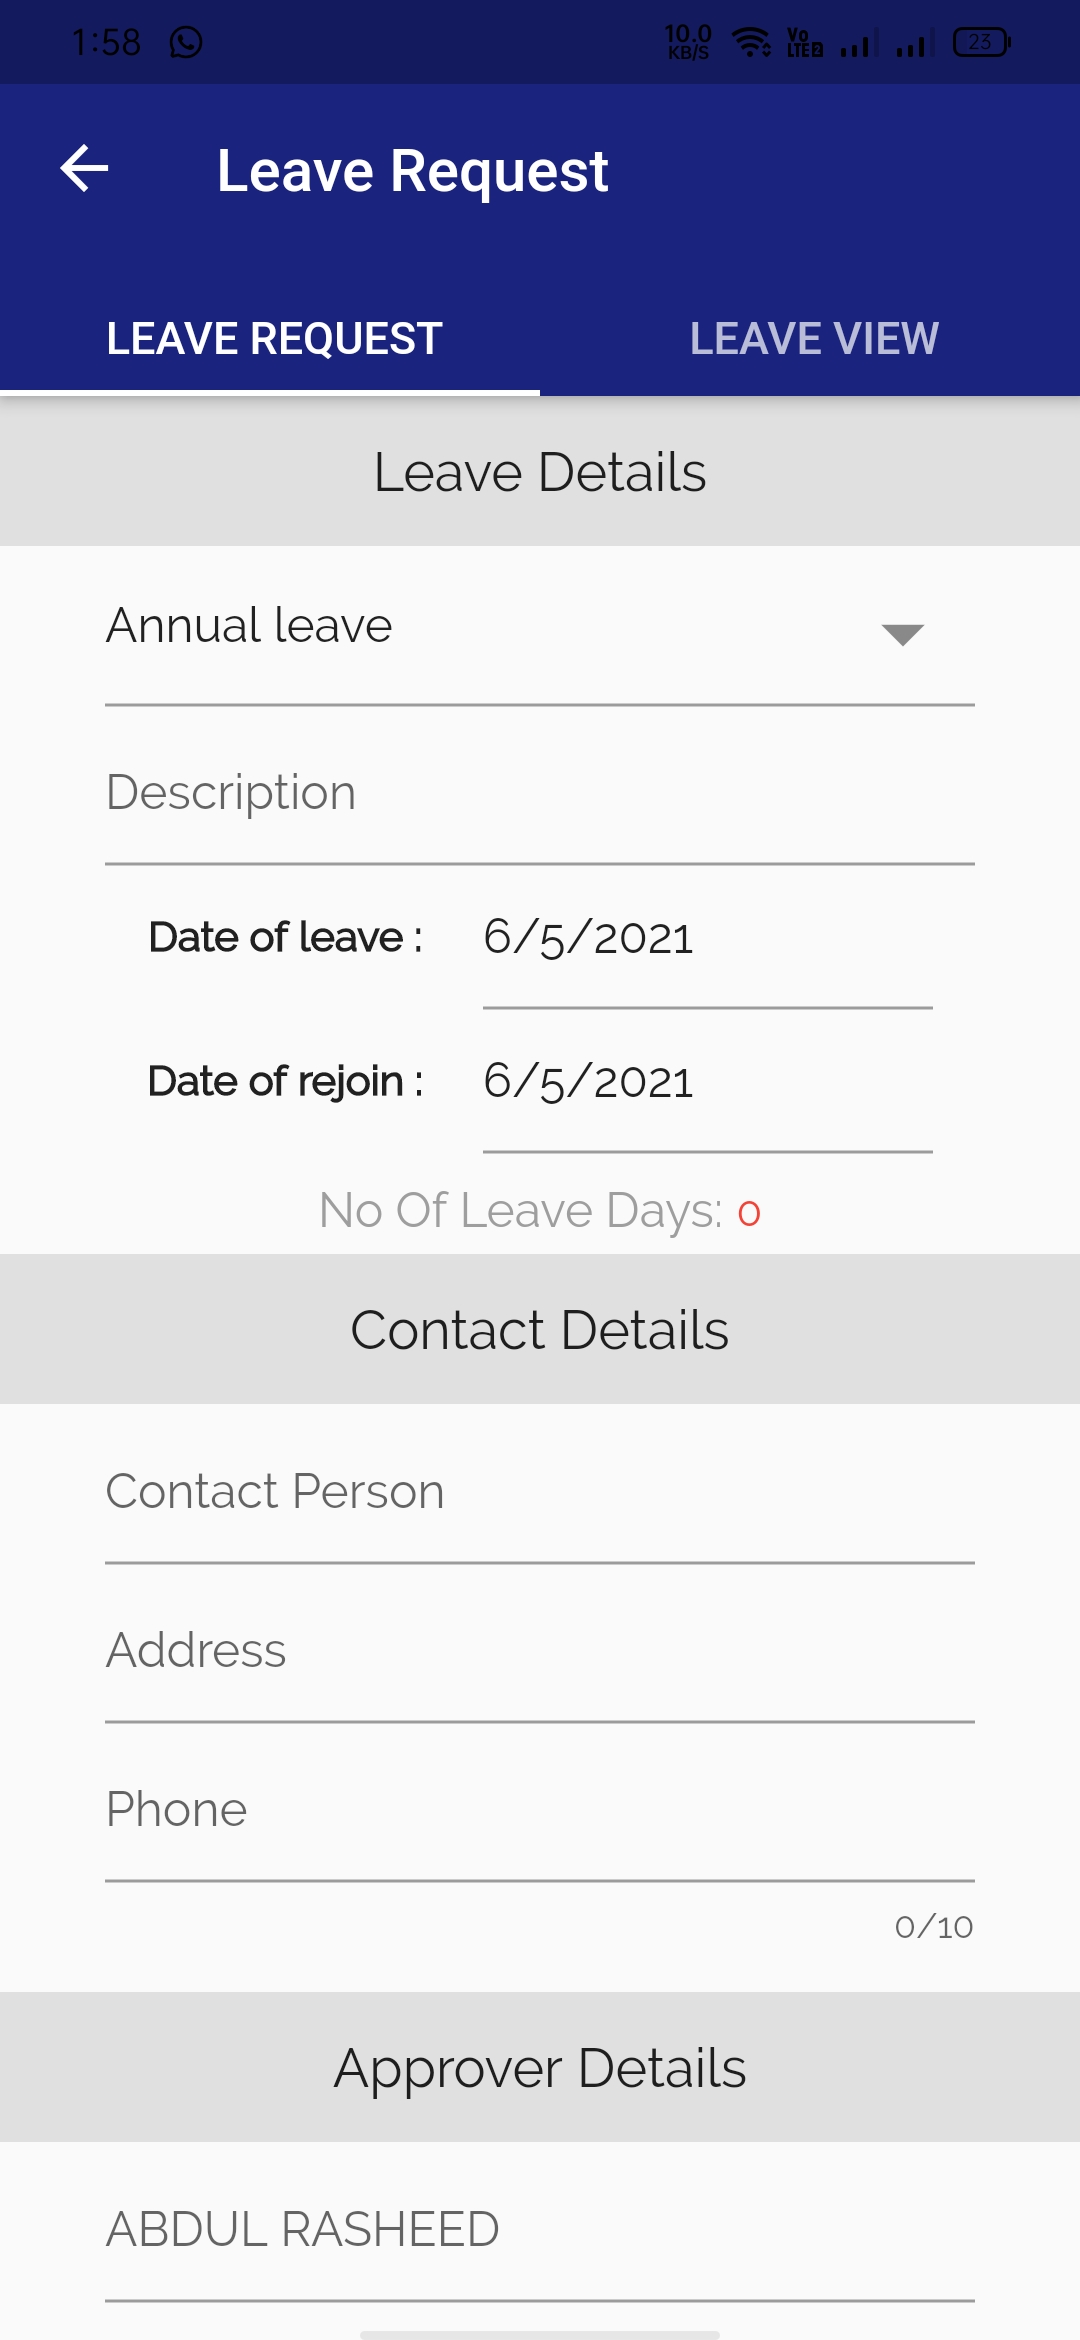 1:58 10.0 KB/S Vo LTE 2 23
Leave Request
LEAVE REQUEST LEAVE VIEW
Leave Details
Annual leave
Description
Date of leave : 6/5/2021
Date of rejoin : 6/5/2021
No Of Leave Days: 0
Contact Details
Contact Person
Address
Phone
0/10
Approver Details
ABDUL RASHEED